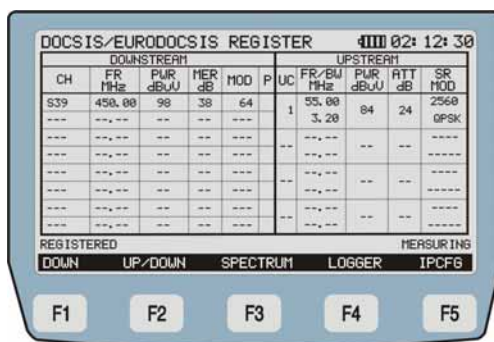 DOCSIS/EURODOCSIS REGISTER 02:12:30
DOWNSTREAM UPSTREAM
CH FR MHz PWR dBuV MER dB MOD P UC FR/BW MHz PWR dBuV ATT dB SR MOD
S39 450.00 98 38 64 1 55.00 84 24 2560
--- ---.-- -- -- -- 3.20 QPSK
--- ---.-- -- -- -- -- --.-- -- -- ----
--- ---.-- -- -- -- --.-- -----
--- ---.-- -- -- -- -- --.-- -- -- ----
--- ---.-- -- -- -- --.-- -----
--- ---.-- -- -- -- -- --.-- -- -- ----
--- ---.-- -- -- -- --.-- -----
REGISTERED MEASURING
DOWN UP/DOWN SPECTRUM LOGGER IPCFG
F1 F2 F3 F4 F5